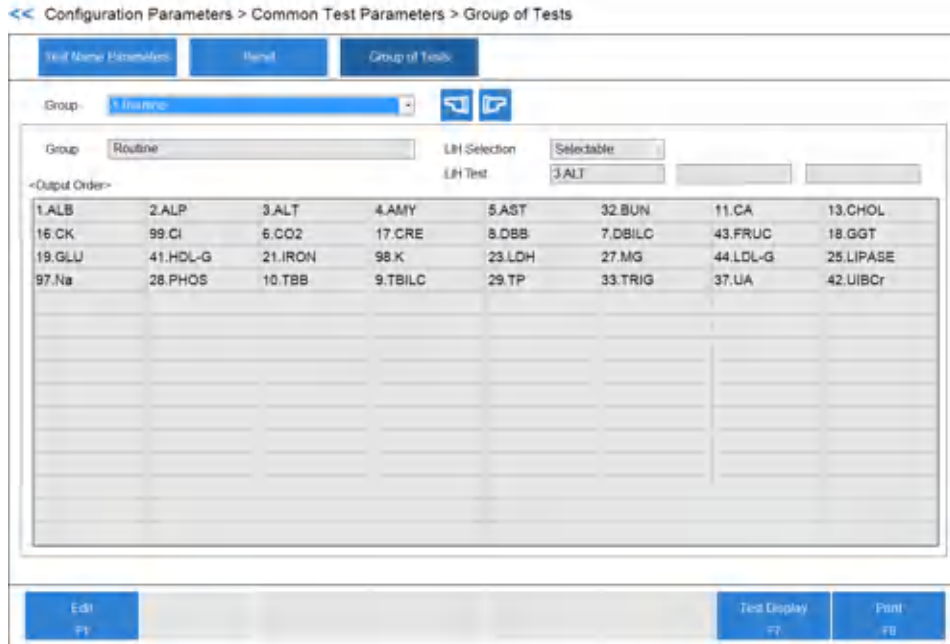 << Configuration Parameters > Common Test Parameters > Group of Tests
Test Name Parameters Panel Group of Tests
Group 1.Routine
Group Routine LIH Selection Selectable
LIH Test 3.ALT
<Output Order>
1.ALB 2.ALP 3.ALT 4.AMY 5.AST 32.BUN 11.CA 13.CHOL
16.CK 99.Cl 6.CO2 17.CRE 8.DBB 7.DBILC 43.FRUC 18.GGT
19.GLU 41.HDL-G 21.IRON 98.K 23.LDH 27.MG 44.LDL-G 25.LIPASE
97.Na 28.PHOS 10.TBB 9.TBILC 29.TP 33.TRIG 37.UA 42.UIBCr
Edit Test Display Print
F1 F7 F8